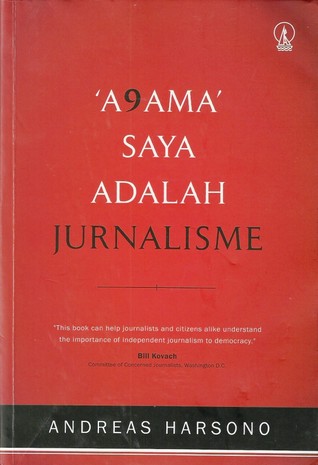 'A9AMA'
SAYA
ADALAH
JURNALISME
"This book can help journalists and citizens alike understand
the importance of independent journalism to democracy."
Bill Kovach
Committee of Concerned Journalists, Washington D.C.
ANDREAS HARSONO